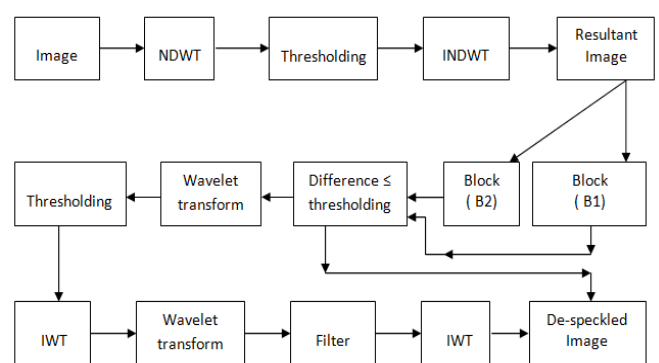 Image
NDWT
Thresholding
INDWT
Resultant
Image
Thresholding
Wavelet
transform
Difference ≤
thresholding
Block
( B2)
Block
( B1)
IWT
Wavelet
transform
Filter
IWT
De-speckled
Image